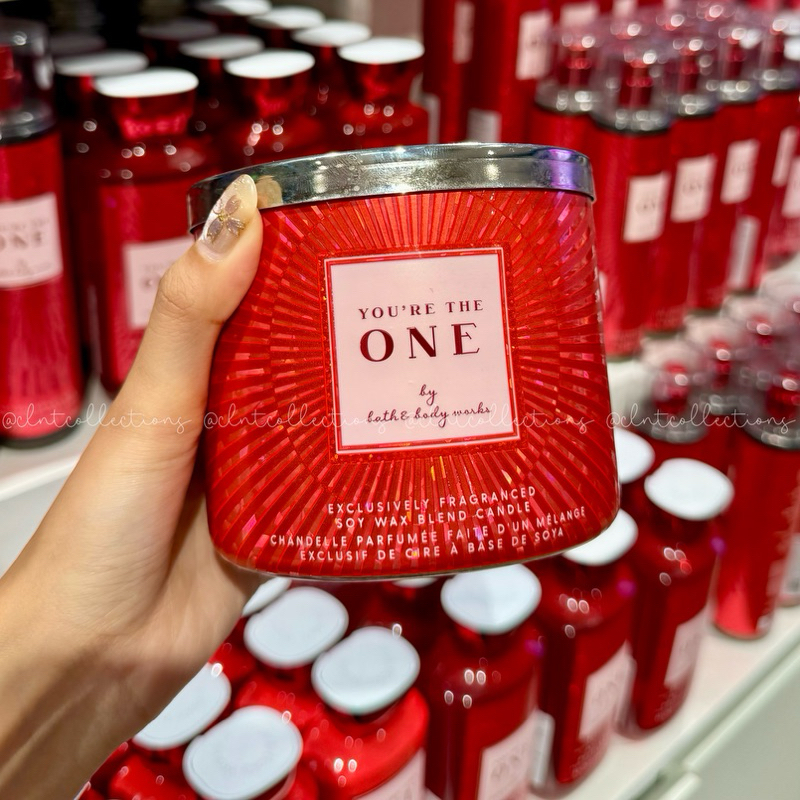 YOU'RE THE
ONE
by
bath & body works
EXCLUSIVELY FRAGRANCED
SOY WAX BLEND CANDLE
CHANDELLE PARFUMÉE FAITE D'UN MÉLANGE
EXCLUSIF DE CIRE À BASE DE SOYA
@clntcollections @clntcollections @clntcollections @clntcollections
ONE